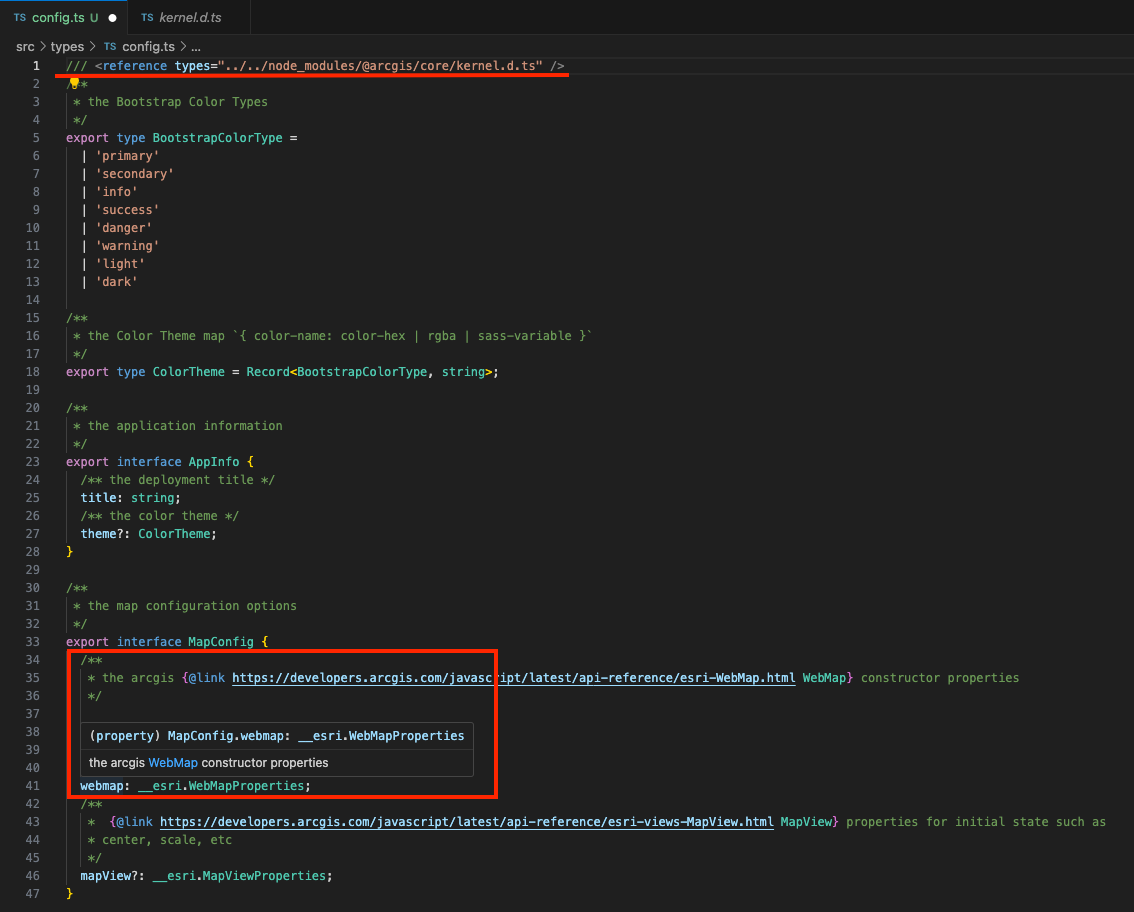 TS config.ts U ●
TS kernel.d.ts
src > types > TS config.ts > ...
1 /// <reference types="../../node_modules/@arcgis/core/kernel.d.ts" />
2 /**
3 * the Bootstrap Color Types
4 */
5 export type BootstrapColorType =
6 | 'primary'
7 | 'secondary'
8 | 'info'
9 | 'success'
10 | 'danger'
11 | 'warning'
12 | 'light'
13 | 'dark'
14
15 /**
16 * the Color Theme map `{ color-name: color-hex | rgba | sass-variable }`
17 */
18 export type ColorTheme = Record<BootstrapColorType, string>;
19
20 /**
21 * the application information
22 */
23 export interface AppInfo {
24 /** the deployment title */
25 title: string;
26 /** the color theme */
27 theme?: ColorTheme;
28 }
29
30 /**
31 * the map configuration options
32 */
33 export interface MapConfig {
34 /**
35 * the arcgis {@link https://developers.arcgis.com/javascript/latest/api-reference/esri-WebMap.html WebMap} constructor properties
36 */
37
38 (property) MapConfig.webmap: __esri.WebMapProperties
39
40 the arcgis WebMap constructor properties
41 webmap: __esri.WebMapProperties;
42 /**
43 * {@link https://developers.arcgis.com/javascript/latest/api-reference/esri-views-MapView.html MapView} properties for initial state such as
44 * center, scale, etc
45 */
46 mapView?: __esri.MapViewProperties;
47 }